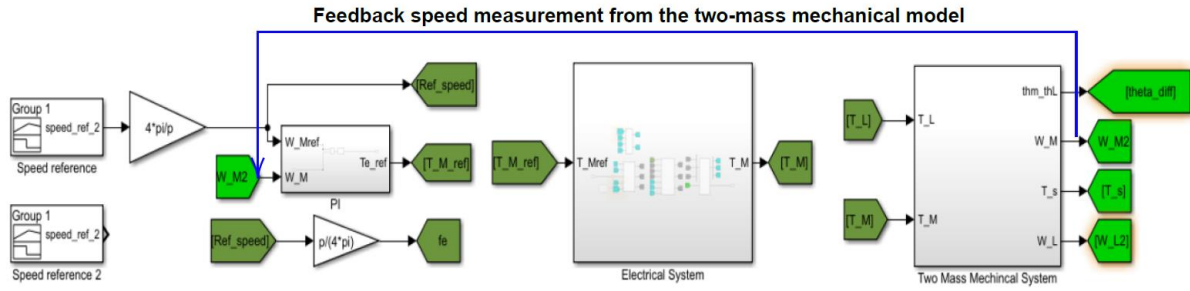 Feedback speed measurement from the two-mass mechanical model
Group 1
speed_ref_2
Speed reference
4*pi/p
[Ref_speed]
W_Mref
W_M
Te_ref
PI
W_M2
[T_M_ref]
Group 1
speed_ref_2
Speed reference 2
[Ref_speed]
p/(4*pi)
fe
[T_M_ref]
T_Mref
T_M
[T_M]
Electrical System
[T_L]
T_L
[T_M]
T_M
thm_thL
W_M
T_s
W_L
Two Mass Mechincal System
[theta_diff]
W_M2
[T_s]
[W_L2]